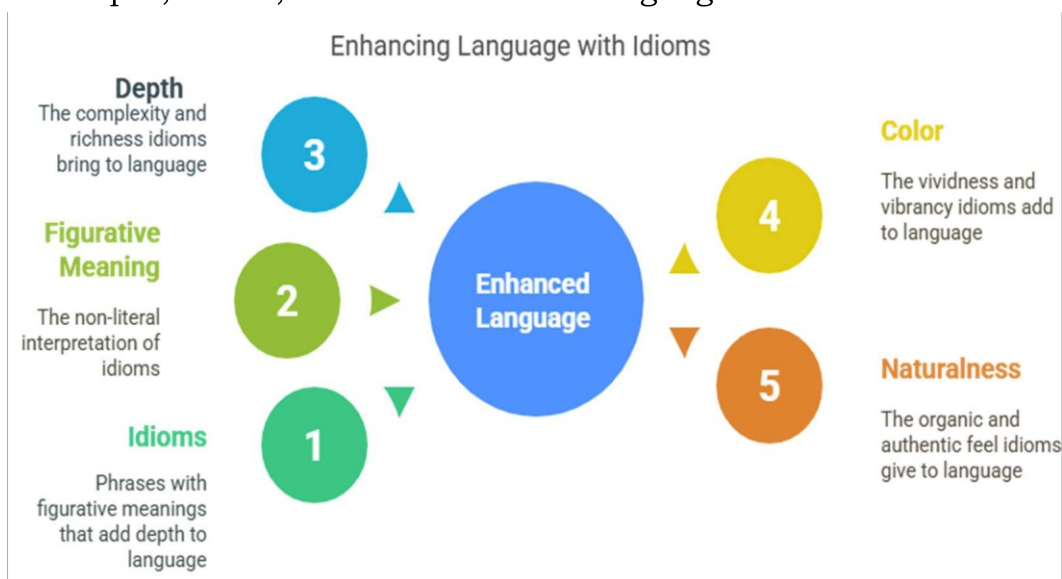 Enhancing Language with Idioms
Depth
The complexity and
richness idioms
bring to language
3
Figurative
Meaning
The non-literal
interpretation of
idioms
2
Idioms
Phrases with
figurative meanings
that add depth to
language
1
Enhanced
Language
4
Color
The vividness and
vibrancy idioms add
to language
5
Naturalness
The organic and
authentic feel idioms
give to language